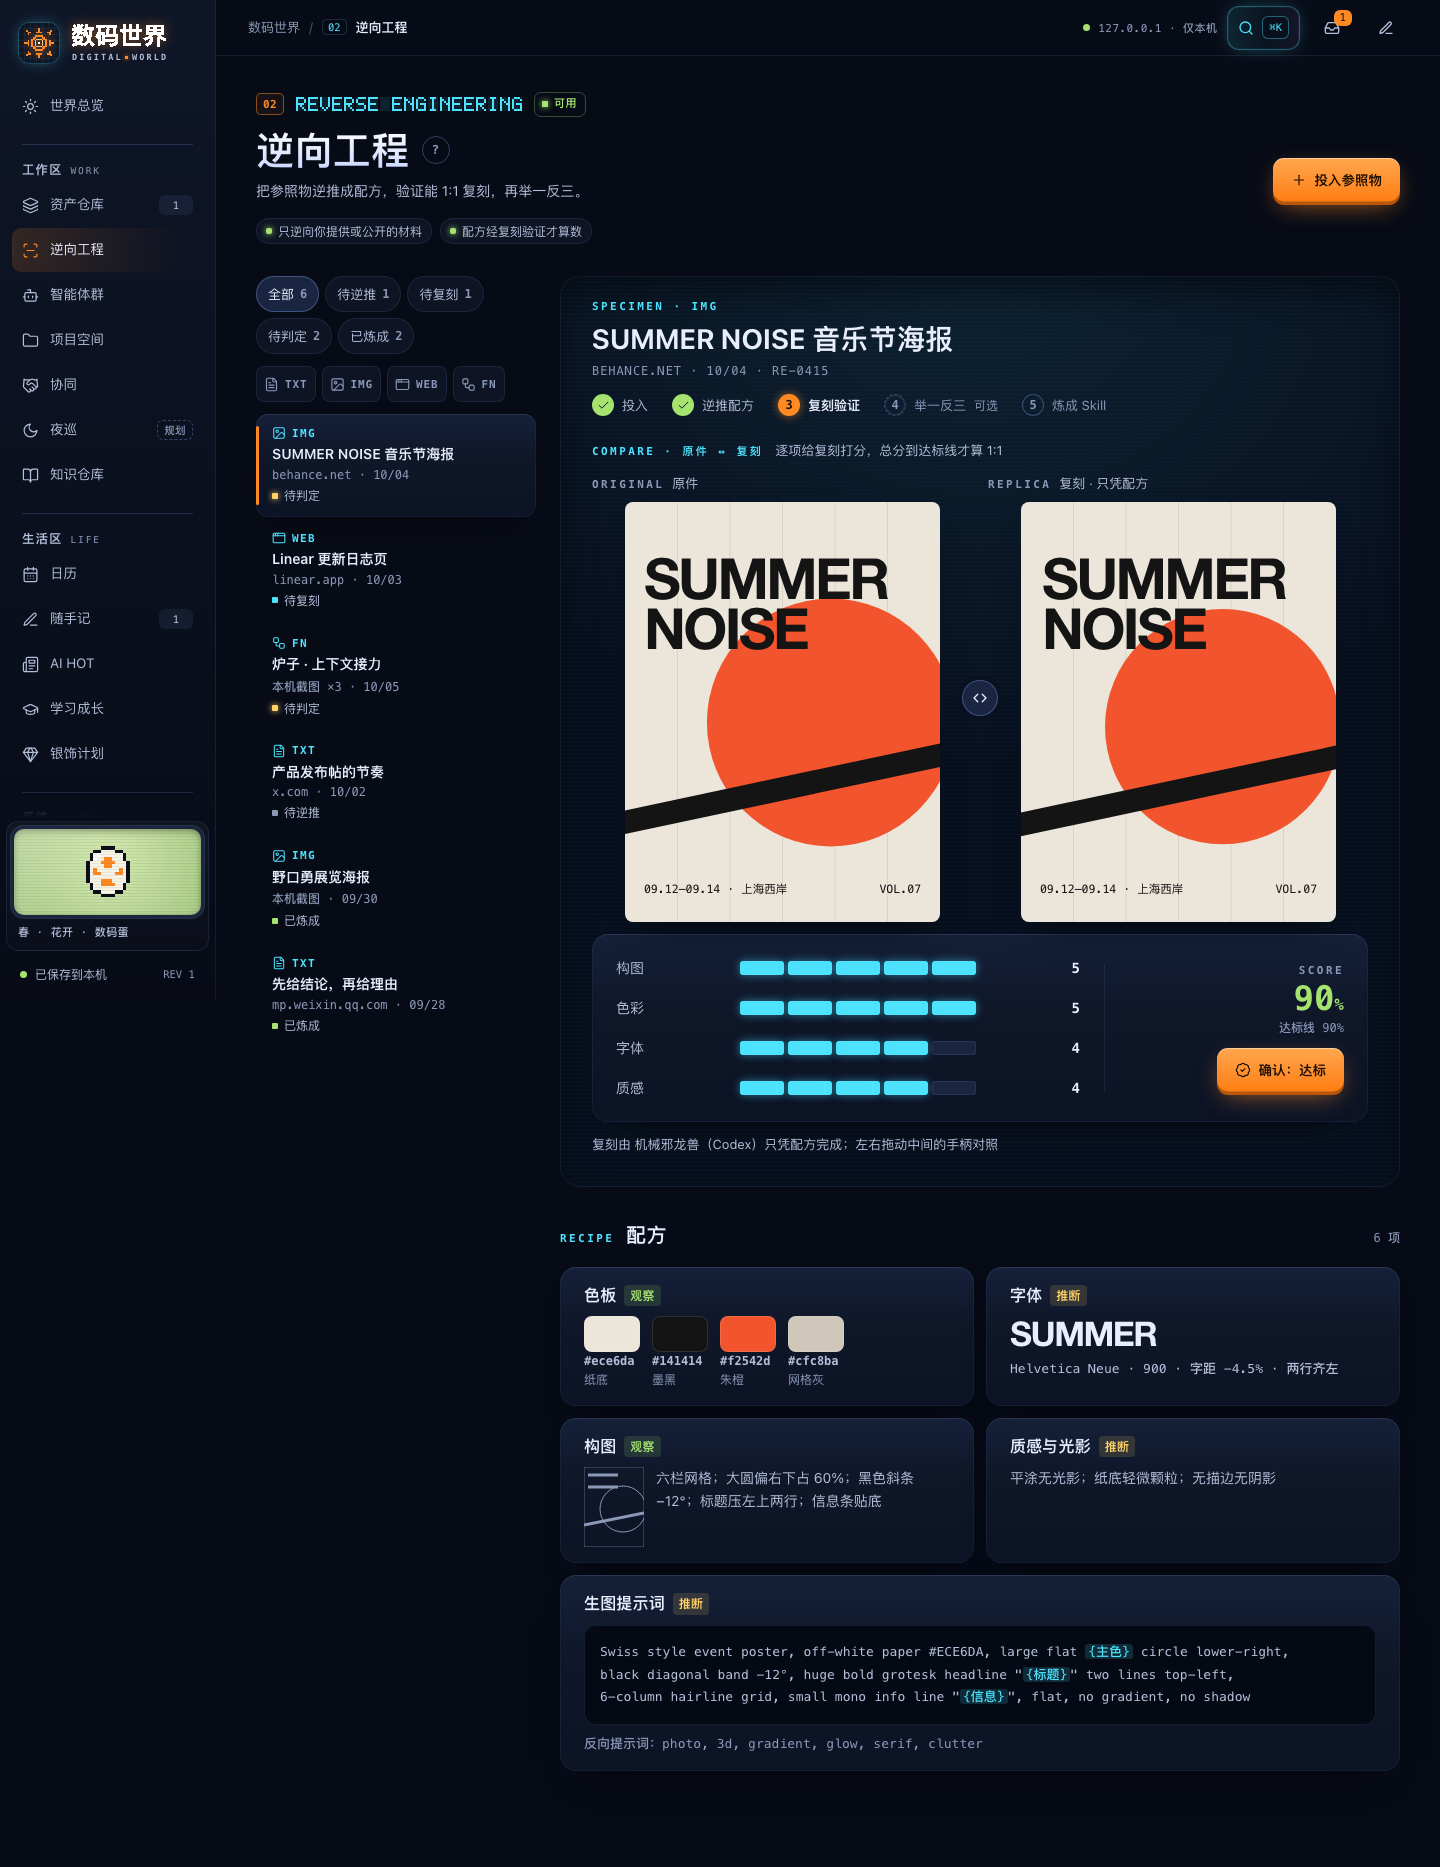 数码世界
DIGITAL WORLD
世界总览
工作区 WORK
资产仓库 1
逆向工程
智能体群
项目空间
协同
夜巡 规划
知识仓库
生活区 LIFE
日历
随手记 1
AI HOT
学习成长
银饰计划
春 · 花开 · 数码蛋
已保存到本机 REV 1
数码世界 / 02 逆向工程
127.0.0.1 · 仅本机
⌘K
1
02 REVERSE ENGINEERING 可用
逆向工程 ?
把参照物逆推成配方，验证能 1:1 复刻，再举一反三。
只逆向你提供或公开的材料 配方经复刻验证才算数
+ 投入参照物
全部 6 待逆推 1 待复刻 1
待判定 2 已炼成 2
TXT IMG WEB FN
IMG
SUMMER NOISE 音乐节海报
behance.net · 10/04
待判定
WEB
Linear 更新日志页
linear.app · 10/03
待复刻
FN
炉子 · 上下文接力
本机截图 ×3 · 10/05
待判定
TXT
产品发布帖的节奏
x.com · 10/02
待逆推
IMG
野口勇展览海报
本机截图 · 09/30
已炼成
TXT
先给结论，再给理由
mp.weixin.qq.com · 09/28
已炼成
SPECIMEN · IMG
SUMMER NOISE 音乐节海报
BEHANCE.NET · 10/04 · RE-0415
投入 逆推配方 3 复刻验证 4 举一反三 可选 5 炼成 Skill
COMPARE · 原件 ↔ 复刻 逐项给复刻打分，总分到达标线才算 1:1
ORIGINAL 原件
SUMMER
NOISE
09.12—09.14 · 上海西岸 VOL.07
REPLICA 复刻 · 只凭配方
SUMMER
NOISE
09.12—09.14 · 上海西岸 VOL.07
构图 5
色彩 5
字体 4
质感 4
SCORE
90%
达标线 90%
确认：达标
复刻由 机械邪龙兽（Codex）只凭配方完成；左右拖动中间的手柄对照
RECIPE 配方 6 项
色板 观察
#ece6da #141414 #f2542d #cfc8ba
纸底 墨黑 朱橙 网格灰
字体 推断
SUMMER
Helvetica Neue · 900 · 字距 −4.5% · 两行齐左
构图 观察
六栏网格；大圆偏右下占 60%；黑色斜条
−12°；标题压左上两行；信息条贴底
质感与光影 推断
平涂无光影；纸底轻微颗粒；无描边无阴影
生图提示词 推断
Swiss style event poster, off-white paper #ECE6DA, large flat {主色} circle lower-right,
black diagonal band −12°, huge bold grotesk headline "{标题}" two lines top-left,
6-column hairline grid, small mono info line "{信息}", flat, no gradient, no shadow
反向提示词：photo, 3d, gradient, glow, serif, clutter